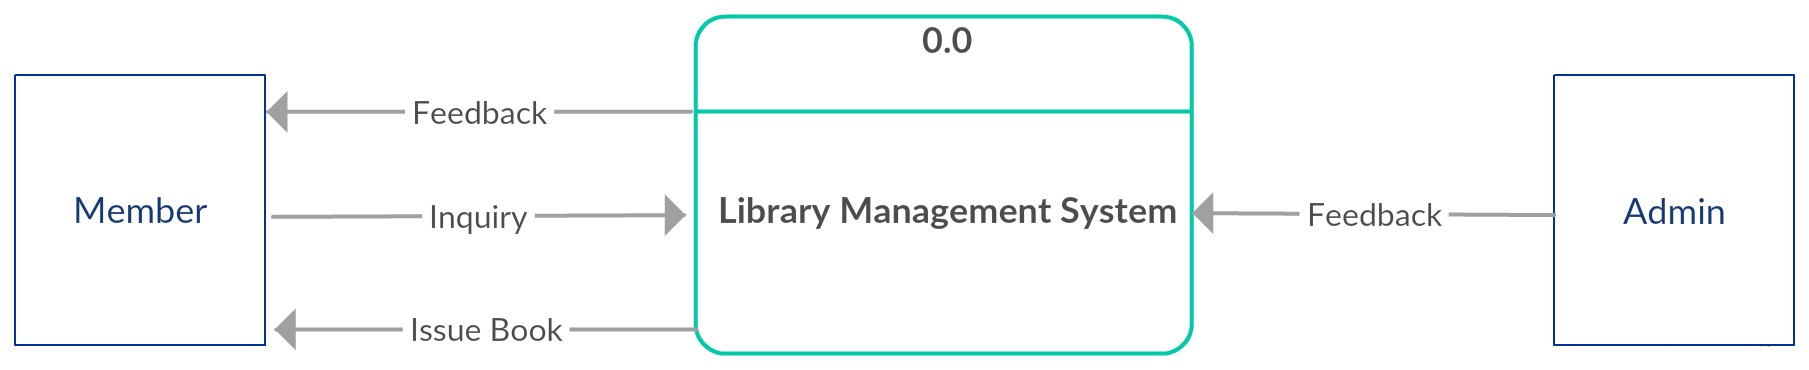 0.0
Feedback
Member
Inquiry
Library Management System
Feedback
Admin
Issue Book